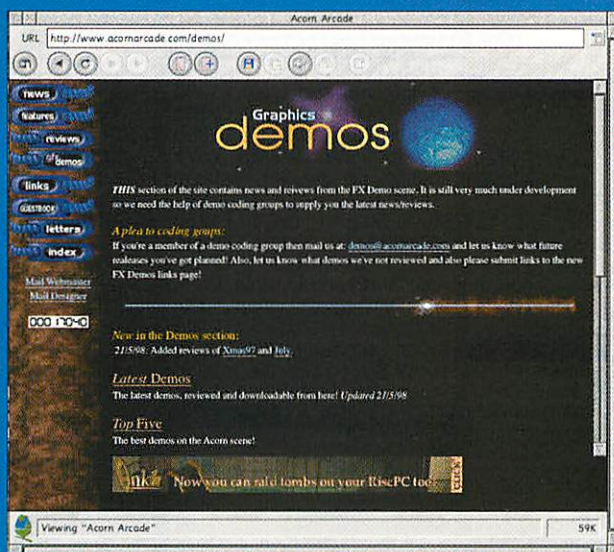 Acorn Arcade
URL http://www.acornarcade.com/demos/
news
features
reviews
gfx demos
links
GUESTBOOK
letters
index
Mail Webmaster
Mail Designer
00017040
Graphics
demos
THIS section of the site contains news and reivews from the FX Demo scene. It is still very much under development
so we need the help of demo coding groups to supply you the latest news/reviews.
A plea to coding groups:
If you're a member of a demo coding group then mail us at: demos@acornarcade.com and let us know what future
realeases you've got planned! Also, let us know what demos we've not reviewed and also please submit links to the new
FX Demos links page!
New in the Demos section:
21/5/98: Added reviews of Xmas97 and July.
Latest Demos
The latest demos, reviewed and downloadable from here! Updated 21/5/98
Top Five
The best demos on the Acorn scene!
Now you can raid tombs on your RiscPC too.
CLICK
Viewing "Acorn Arcade"
59K